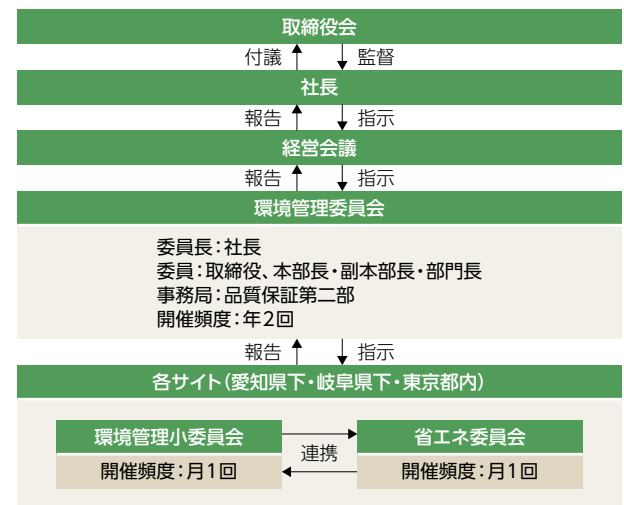 取締役会
付議 監督
社長
報告 指示
経営会議
報告 指示
環境管理委員会
委員長：社長
委員：取締役、本部長・副本部長・部門長
事務局：品質保証第二部
開催頻度：年2回
報告 指示
各サイト（愛知県下・岐阜県下・東京都内）
環境管理小委員会 省エネ委員会
連携
開催頻度：月1回 開催頻度：月1回